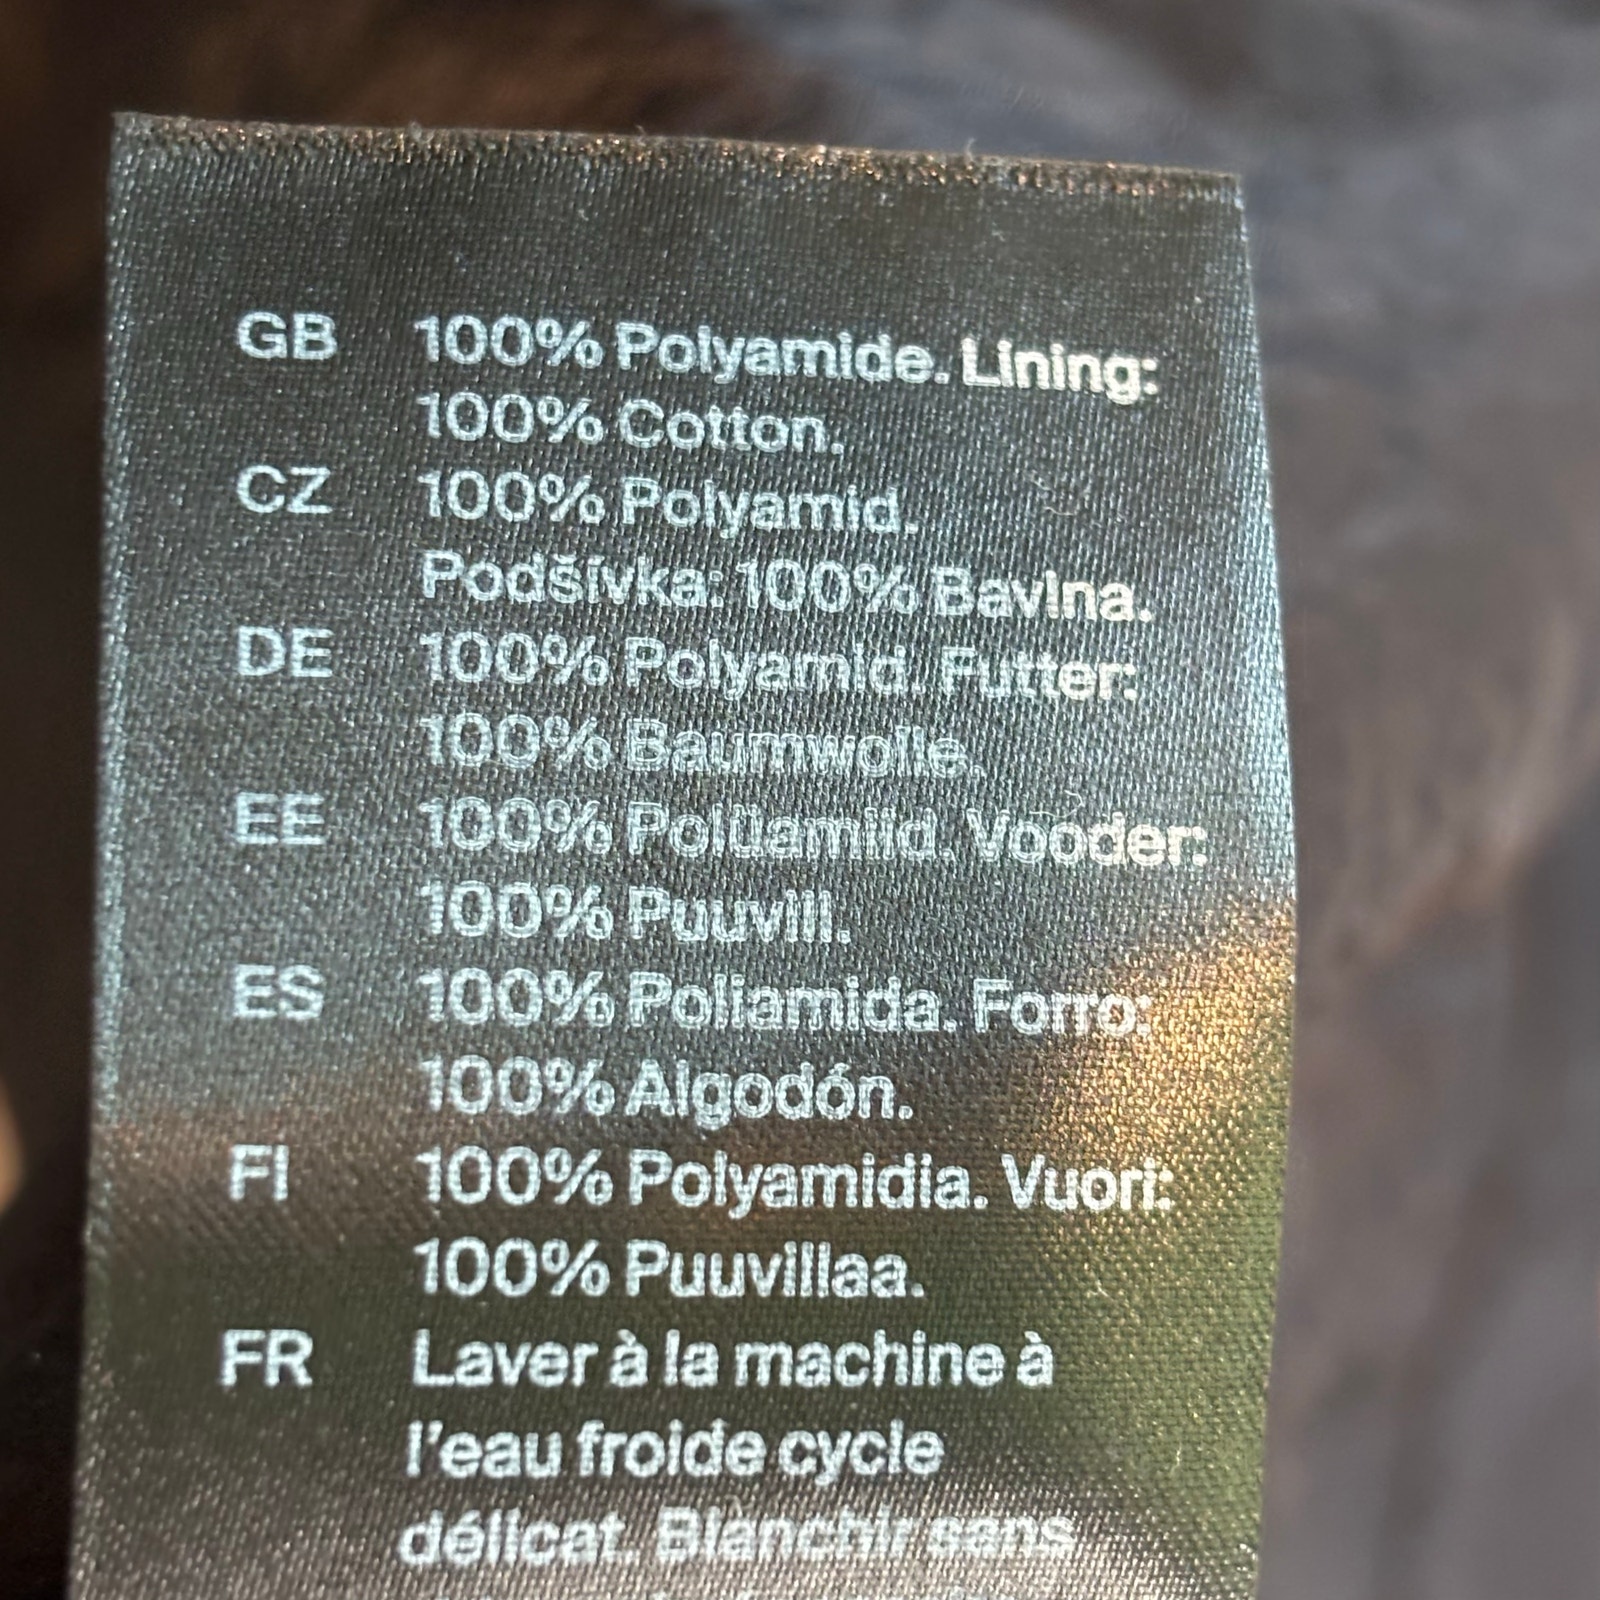 GB 100% Polyamide. Lining:
100% Cotton.
CZ 100% Polyamid.
Podšívka: 100% Bavlna.
DE 100% Polyamid. Futter:
100% Baumwolle.
EE 100% Polüamiid. Vooder:
100% Puuvill.
ES 100% Poliamida. Forro:
100% Algodón.
FI 100% Polyamidia. Vuori:
100% Puuvillaa.
FR Laver à la machine à
l'eau froide cycle
délicat. Blanchir sans